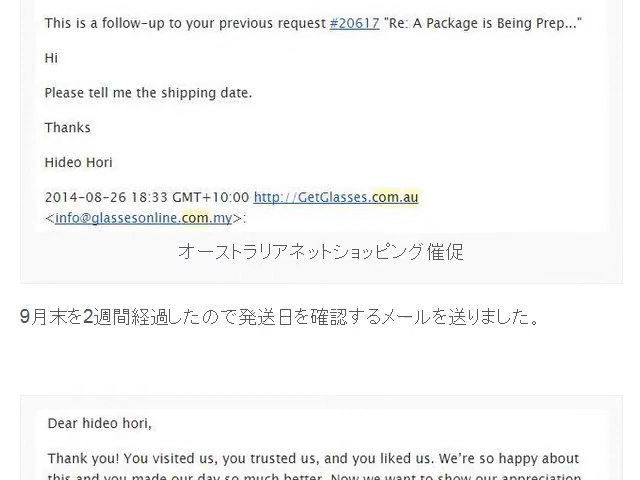 This is a follow-up to your previous request #20617 "Re: A Package is Being Prep..."
Hi
Please tell me the shipping date.
Thanks
Hideo Hori
2014-08-26 18:33 GMT+10:00 http://GetGlasses.com.au
<info@glassesonline.com.my>:
オーストラリアネットショッピング催促
9月末を2週間経過したので発送日を確認するメールを送りました。
Dear hideo hori,
Thank you! You visited us, you trusted us, and you liked us. We're so happy about
this and you made our day so much better. Now we want to show our appreciation